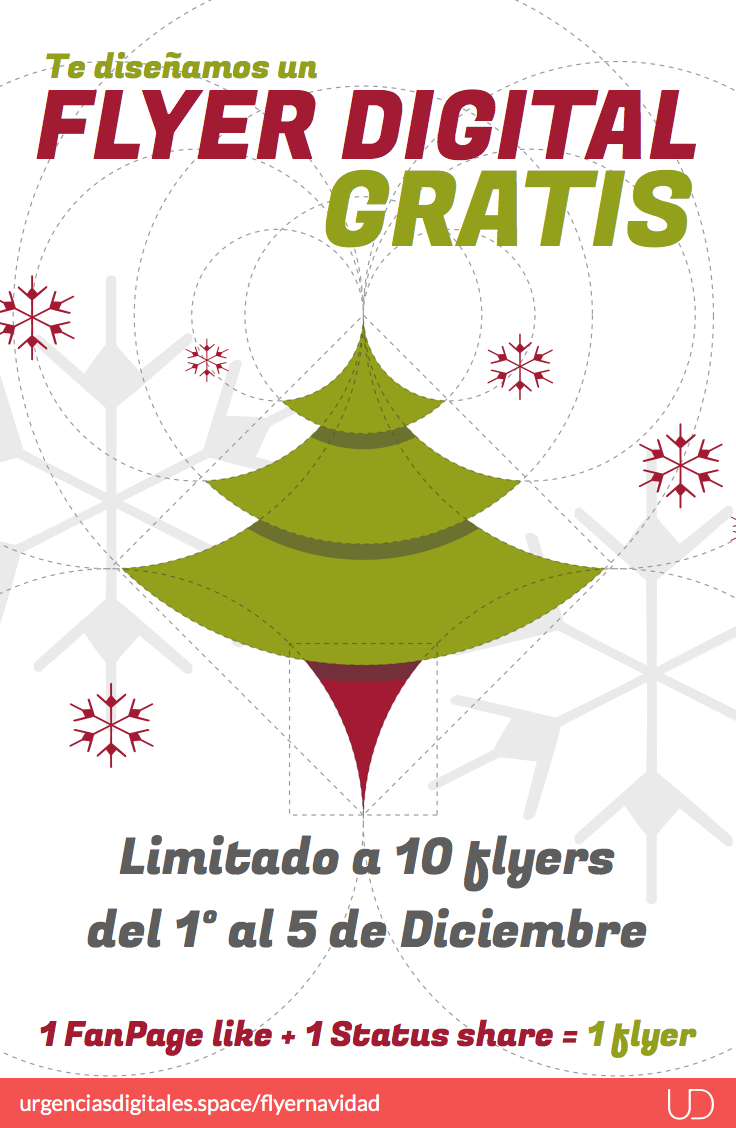 Te diseñamos un
FLYER DIGITAL
GRATIS
Limitado a 10 flyers
del 1º al 5 de Diciembre
1 FanPage like + 1 Status share = 1 flyer
urgenciasdigitales.space/flyernavidad
UD